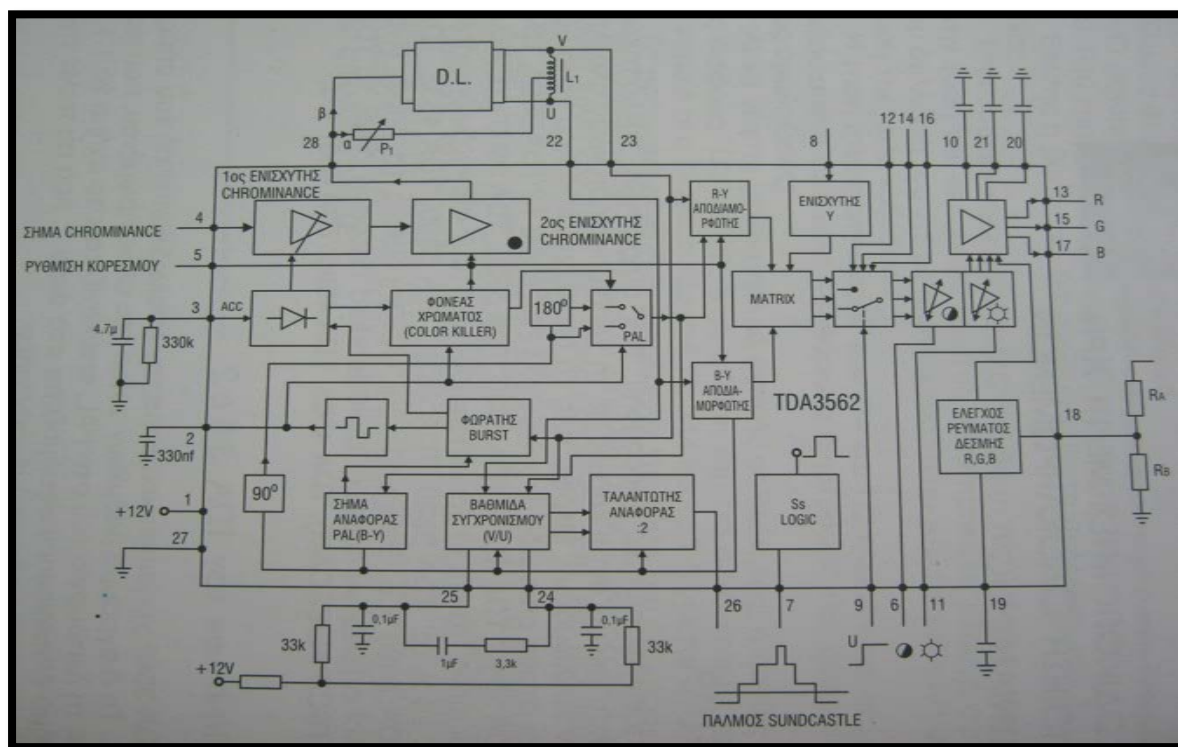 V
D.L.
L1
β
U
α
P1
28
22
23
8
12 14 16
10
21
20
1ος ΕΝΙΣΧΥΤΗΣ
CHROMINANCE
R-Y
ΑΠΟΔΙΑΜΟ-
ΡΦΩΤΗΣ
ΕΝΙΣΧΥΤΗΣ
Y
13
R
4
ΣΗΜΑ CHROMINANCE
2ος ΕΝΙΣΧΥΤΗΣ
CHROMINANCE
15
G
17
B
5
ΡΥΘΜΙΣΗ ΚΟΡΕΣΜΟΥ
3
ACC
ΦΟΝΕΑΣ
ΧΡΩΜΑΤΟΣ
(COLOR KILLER)
180°
PAL
MATRIX
4.7μ
330k
B-Y
ΑΠΟΔΙΑ-
ΜΟΡΦΩΤΗΣ
TDA3562
RA
ΦΩΡΑΤΗΣ
BURST
ΕΛΕΓΧΟΣ
ΡΕΥΜΑΤΟΣ
ΔΕΣΜΗΣ
R,G,B
18
2
330nf
RB
90°
ΣΗΜΑ
ΑΝΑΦΟΡΑΣ
PAL(B-Y)
ΒΑΘΜΙΔΑ
ΣΥΓΧΡΟΝΙΣΜΟΥ
(V/U)
ΤΑΛΑΝΤΩΤΗΣ
ΑΝΑΦΟΡΑΣ
:2
Ss
LOGIC
1
+12V
27
25
24
26
7
9
6
11
19
0,1μF
0,1μF
33k
1μF
3,3k
33k
U
+12V
ΠΑΛΜΟΣ SUNDCASTLE